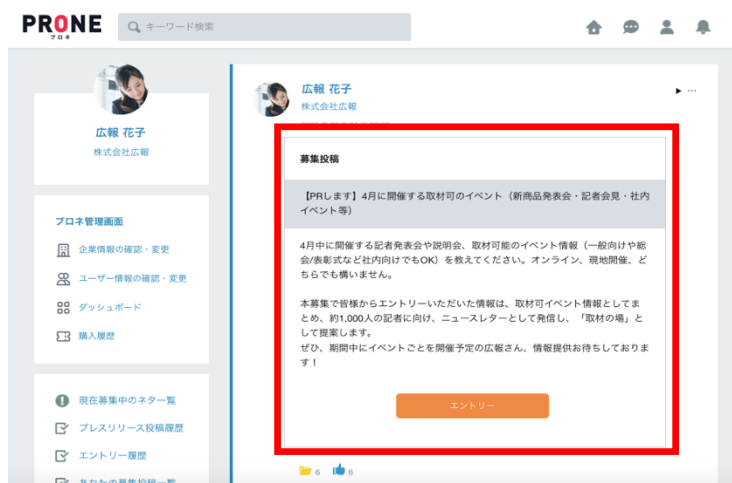 PRONE
プロネ
キーワード検索
広報 花子
株式会社広報
プロネ管理画面
企業情報の確認・変更
ユーザー情報の確認・変更
ダッシュボード
購入履歴
現在募集中のネタ一覧
プレスリリース投稿履歴
エントリー履歴
あなたの募集投稿一覧
広報 花子
株式会社広報
募集投稿
【PRします】4月に開催する取材可のイベント（新商品発表会・記者会見・社内
イベント等）
4月中に開催する記者発表会や説明会、取材可能のイベント情報（一般向けや総
会/表彰式など社内向けでもOK）を教えてください。オンライン、現地開催、ど
ちらでも構いません。
本募集で皆様からエントリーいただいた情報は、取材可イベント情報としてま
とめ、約1,000人の記者に向け、ニュースレターとして発信し、「取材の場」と
して提案します。
ぜひ、期間中にイベントごとを開催予定の広報さん、情報提供お待ちしておりま
す！
エントリー
6 6